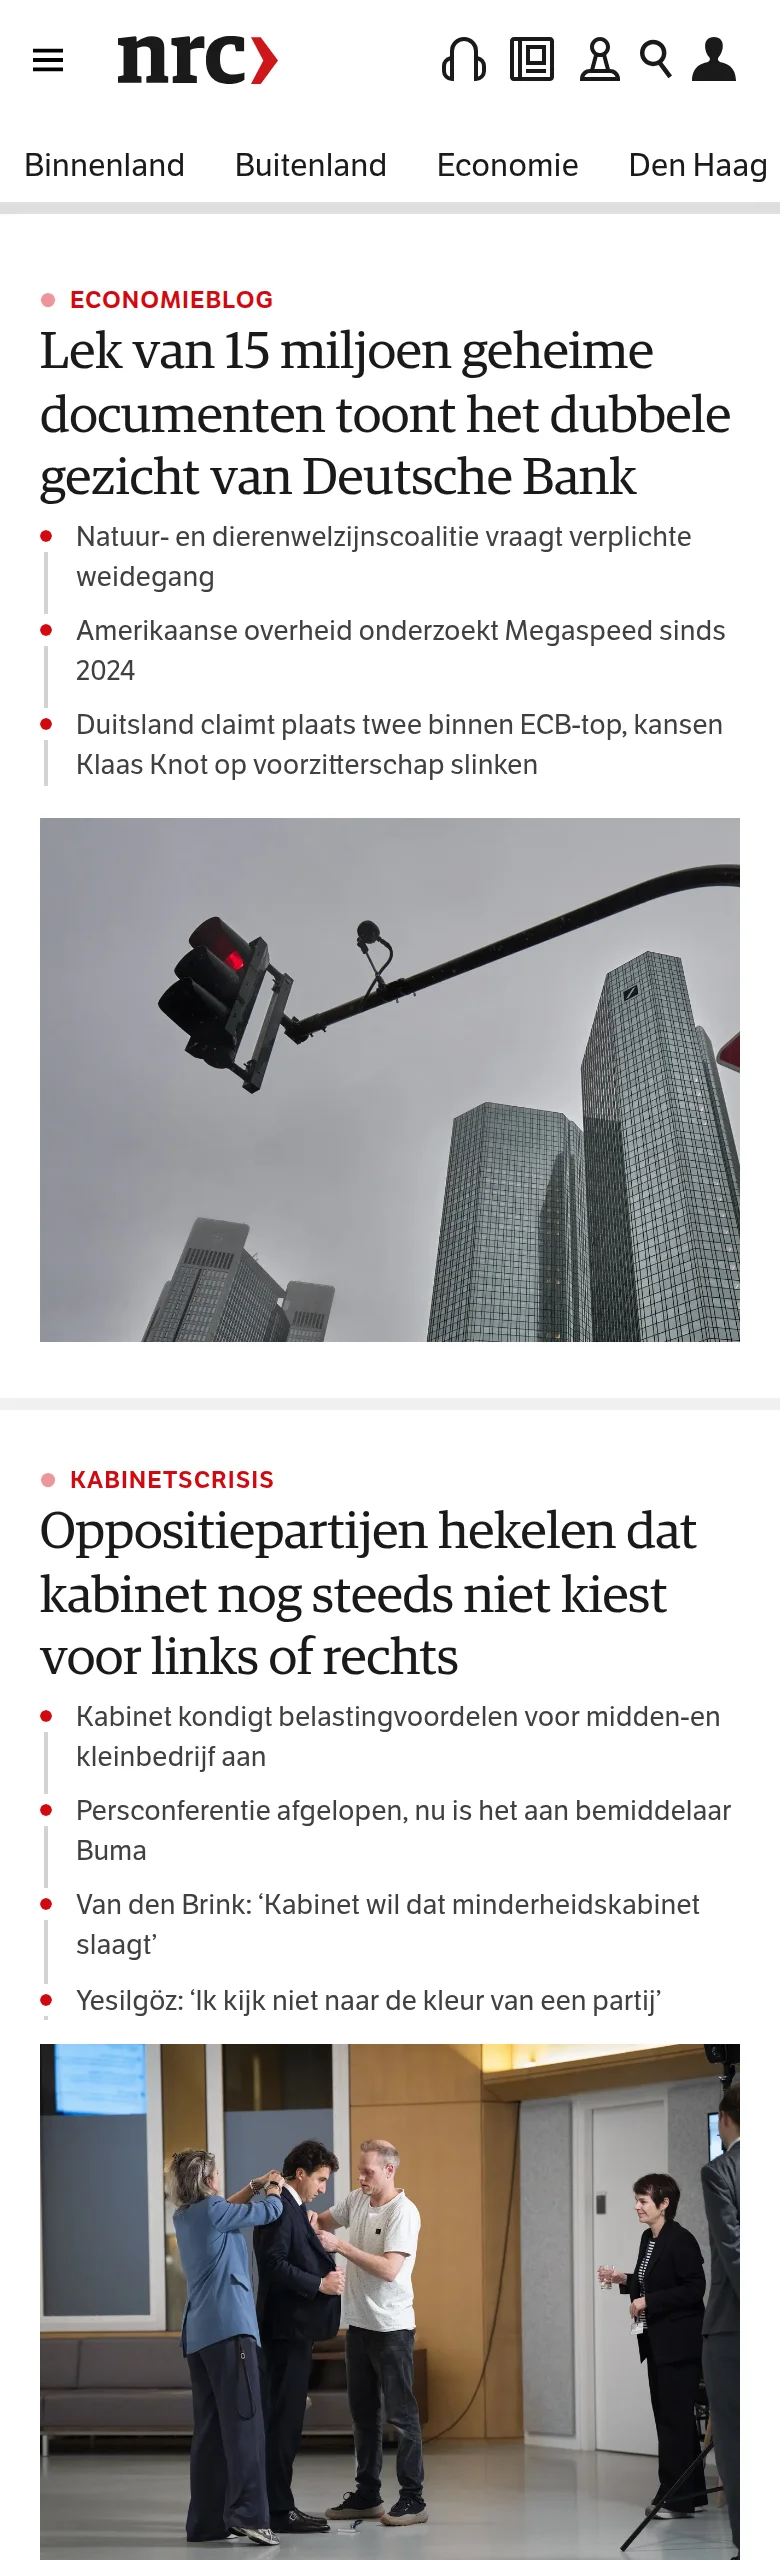 nrc
Binnenland Buitenland Economie Den Haag
ECONOMIEBLOG
Lek van 15 miljoen geheime
documenten toont het dubbele
gezicht van Deutsche Bank
Natuur- en dierenwelzijnscoalitie vraagt verplichte
weidegang
Amerikaanse overheid onderzoekt Megaspeed sinds
2024
Duitsland claimt plaats twee binnen ECB-top, kansen
Klaas Knot op voorzitterschap slinken
KABINETSCRISIS
Oppositiepartijen hekelen dat
kabinet nog steeds niet kiest
voor links of rechts
Kabinet kondigt belastingvoordelen voor midden-en
kleinbedrijf aan
Persconferentie afgelopen, nu is het aan bemiddelaar
Buma
Van den Brink: ‘Kabinet wil dat minderheidskabinet
slaagt’
Yesilgöz: ‘Ik kijk niet naar de kleur van een partij’